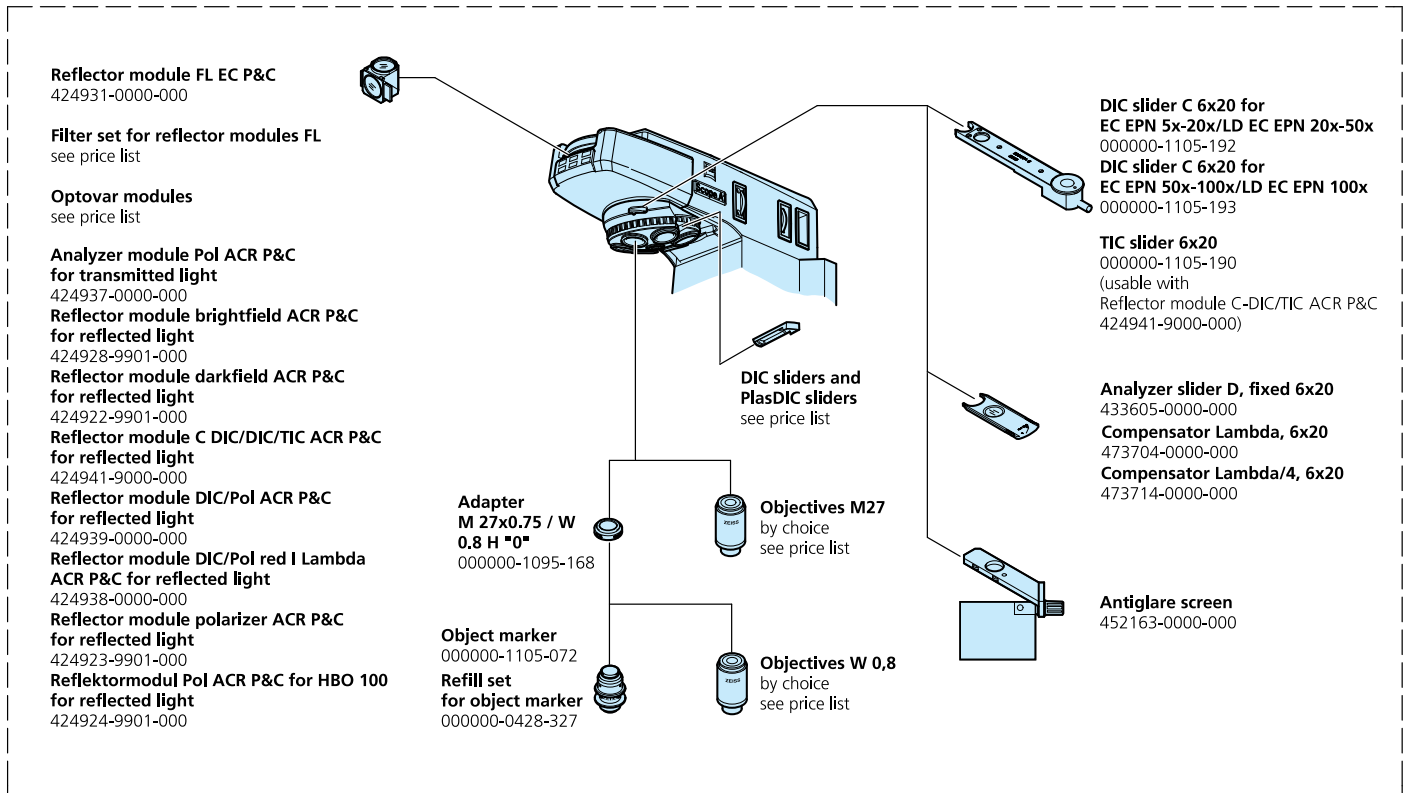 Reflector module FL EC P&C
424931-0000-000
Filter set for reflector modules FL
see price list
Optovar modules
see price list
Analyzer module Pol ACR P&C
for transmitted light
424937-0000-000
Reflector module brightfield ACR P&C
for reflected light
424928-9901-000
Reflector module darkfield ACR P&C
for reflected light
424922-9901-000
Reflector module C DIC/DIC/TIC ACR P&C
for reflected light
424941-9000-000
Reflector module DIC/Pol ACR P&C
for reflected light
424939-0000-000
Reflector module DIC/Pol red I Lambda
ACR P&C for reflected light
424938-0000-000
Reflector module polarizer ACR P&C
for reflected light
424923-9901-000
Reflektormodul Pol ACR P&C for HBO 100
for reflected light
424924-9901-000
Scope.A
DIC sliders and
PlasDIC sliders
see price list
Adapter
M 27x0.75 / W
0.8 H "0"
000000-1095-168
ZEISS
Objectives M27
by choice
see price list
Object marker
000000-1105-072
Refill set
for object marker
000000-0428-327
ZEISS
Objectives W 0,8
by choice
see price list
DIC slider C 6x20 for
EC EPN 5x-20x/LD EC EPN 20x-50x
000000-1105-192
DIC slider C 6x20 for
EC EPN 50x-100x/LD EC EPN 100x
000000-1105-193
TIC slider 6x20
000000-1105-190
(usable with
Reflector module C-DIC/TIC ACR P&C
424941-9000-000)
Analyzer slider D, fixed 6x20
433605-0000-000
Compensator Lambda, 6x20
473704-0000-000
Compensator Lambda/4, 6x20
473714-0000-000
Antiglare screen
452163-0000-000